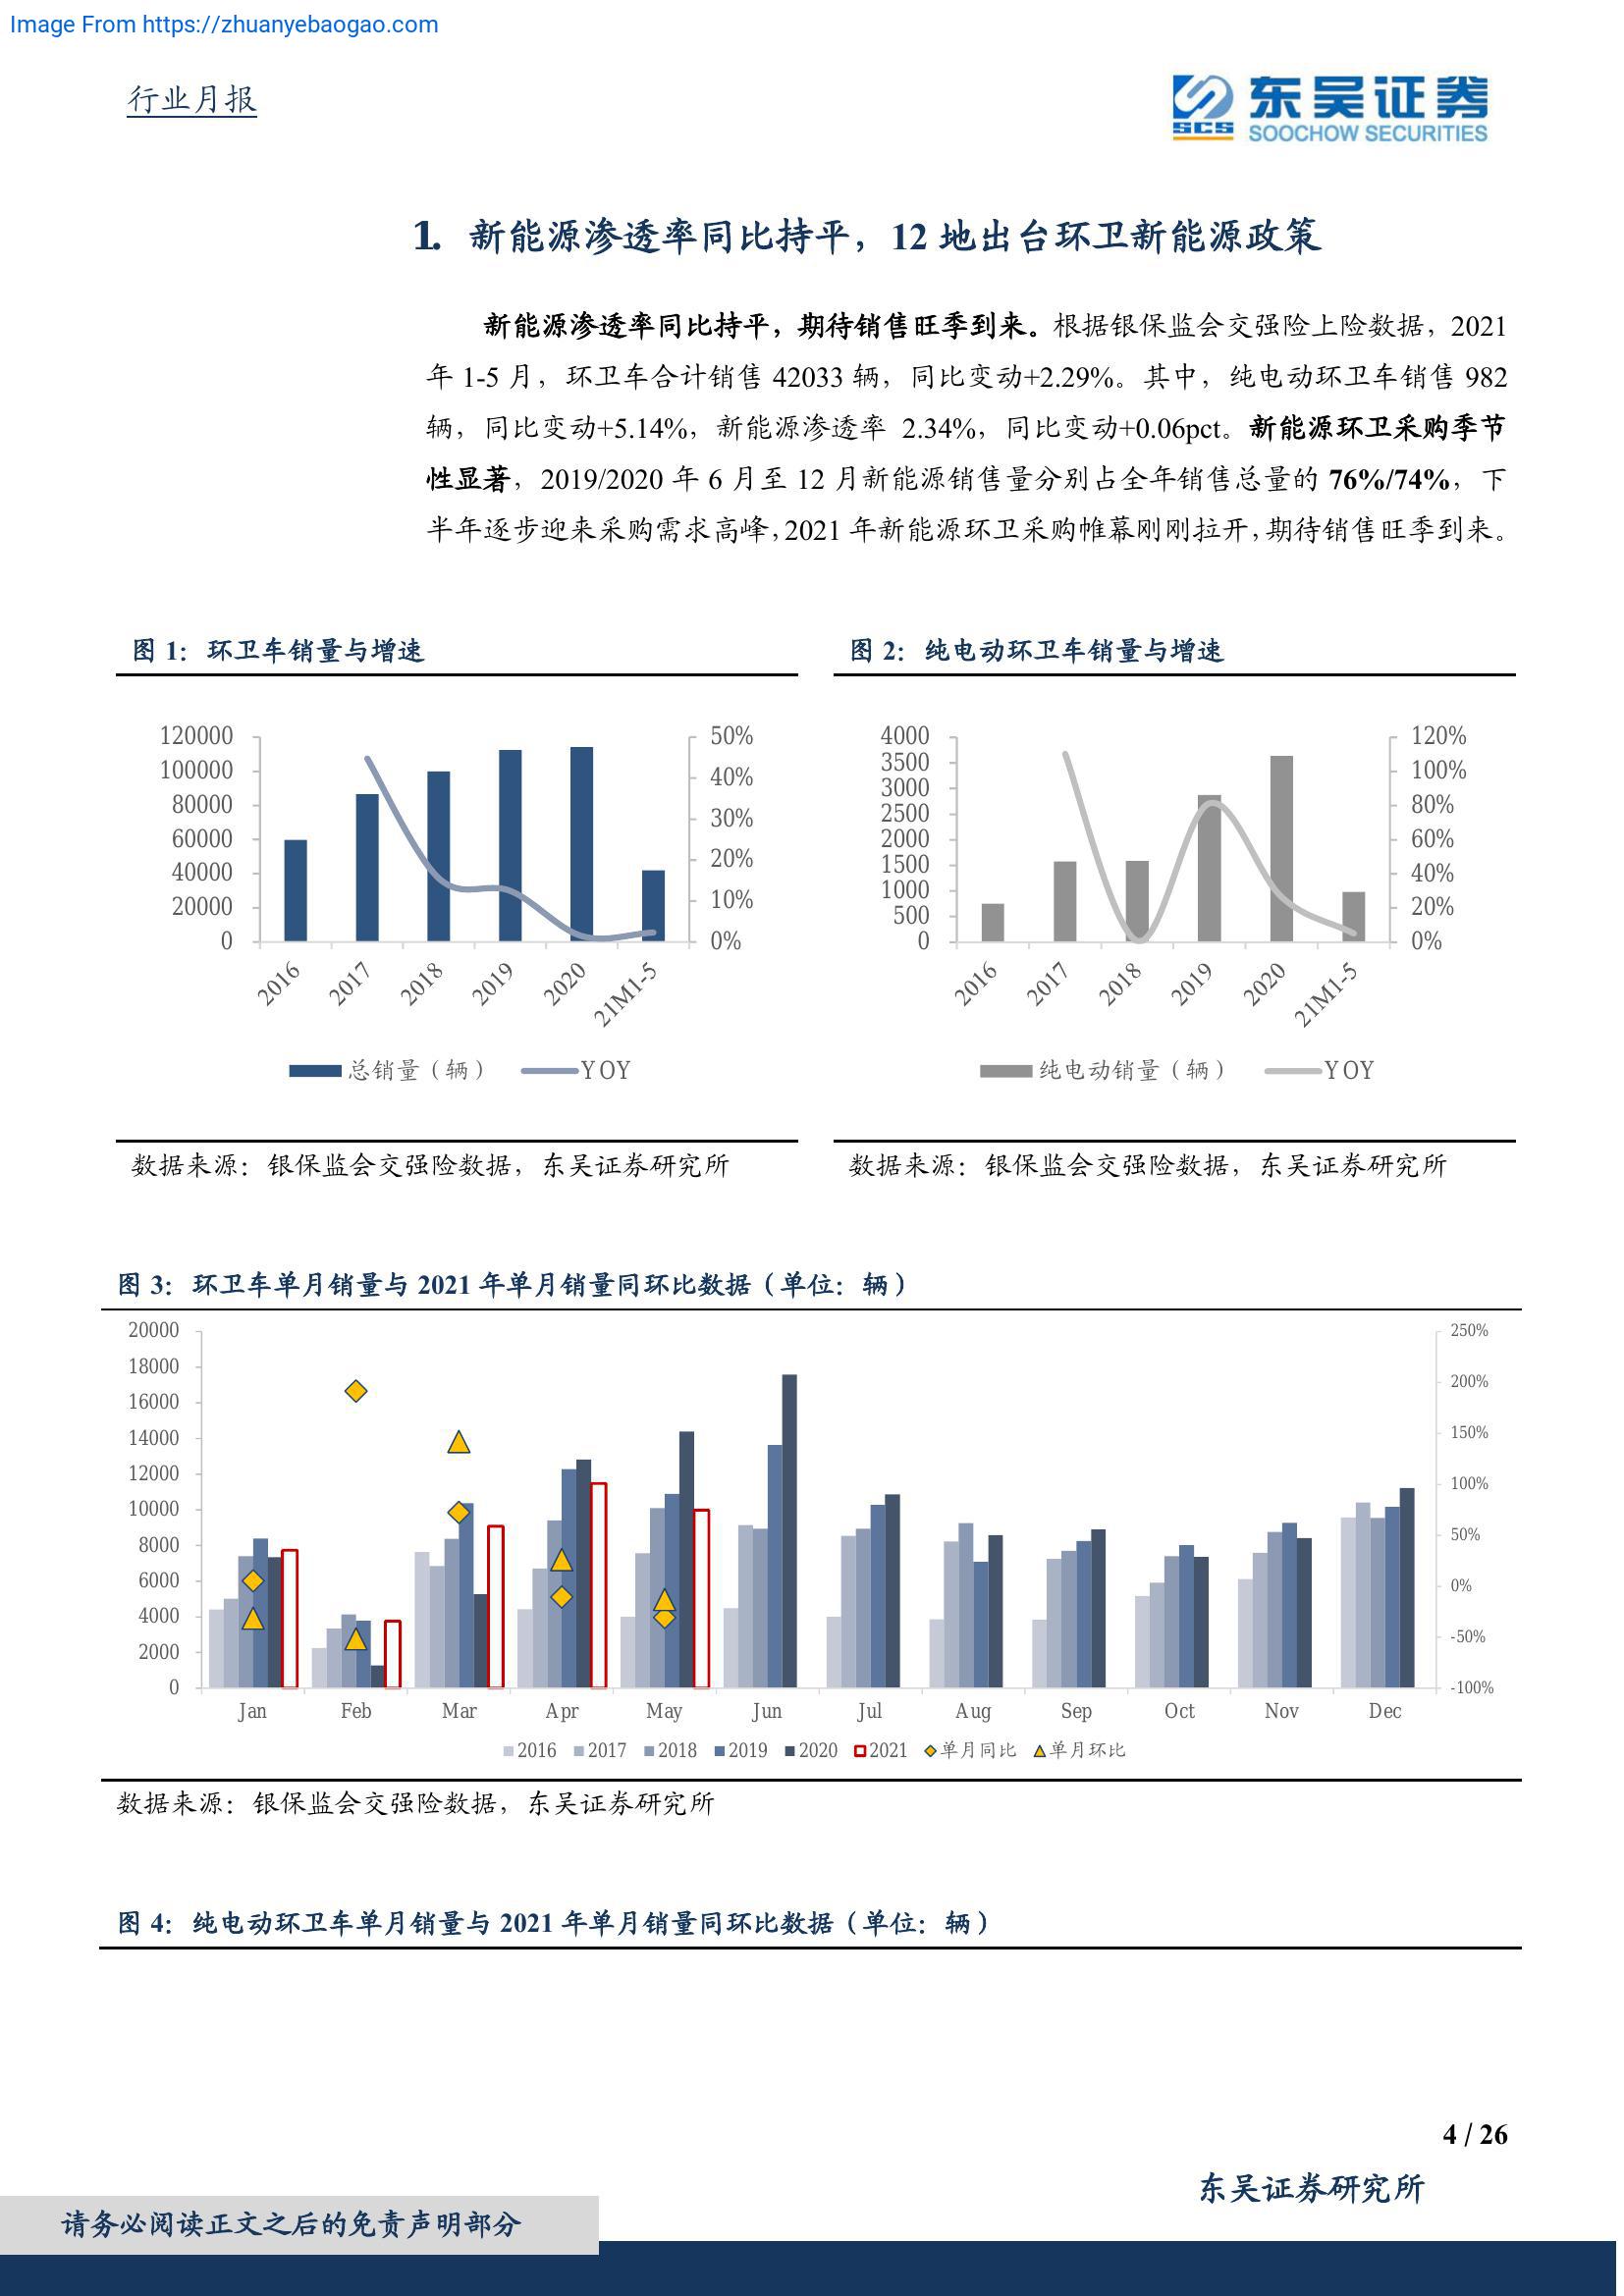 Image From https://zhuanyebaogao.com
行业月报
SCS 东吴证券
SOOCHOW SECURITIES
1. 新能源渗透率同比持平，12 地出台环卫新能源政策
新能源渗透率同比持平，期待销售旺季到来。根据银保监会交强险上险数据，2021
年 1-5 月，环卫车合计销售 42033 辆，同比变动+2.29%。其中，纯电动环卫车销售 982
辆，同比变动+5.14%，新能源渗透率 2.34%，同比变动+0.06pct。新能源环卫采购季节
性显著，2019/2020 年 6 月至 12 月新能源销售量分别占全年销售总量的 76%/74%，下
半年逐步迎来采购需求高峰，2021 年新能源环卫采购帷幕刚刚拉开，期待销售旺季到来。
图 1：环卫车销量与增速
120000
100000
80000
60000
40000
20000
0
50%
40%
30%
20%
10%
0%
2016 2017 2018 2019 2020 21M1-5
总销量（辆） YOY
数据来源：银保监会交强险数据，东吴证券研究所
图 2：纯电动环卫车销量与增速
4000
3500
3000
2500
2000
1500
1000
500
0
120%
100%
80%
60%
40%
20%
0%
2016 2017 2018 2019 2020 21M1-5
纯电动销量（辆） YOY
数据来源：银保监会交强险数据，东吴证券研究所
图 3：环卫车单月销量与 2021 年单月销量同环比数据（单位：辆）
20000
18000
16000
14000
12000
10000
8000
6000
4000
2000
0
250%
200%
150%
100%
50%
0%
-50%
-100%
Jan Feb Mar Apr May Jun Jul Aug Sep Oct Nov Dec
2016 2017 2018 2019 2020 2021 单月同比 单月环比
数据来源：银保监会交强险数据，东吴证券研究所
图 4：纯电动环卫车单月销量与 2021 年单月销量同环比数据（单位：辆）
4 / 26
东吴证券研究所
请务必阅读正文之后的免责声明部分